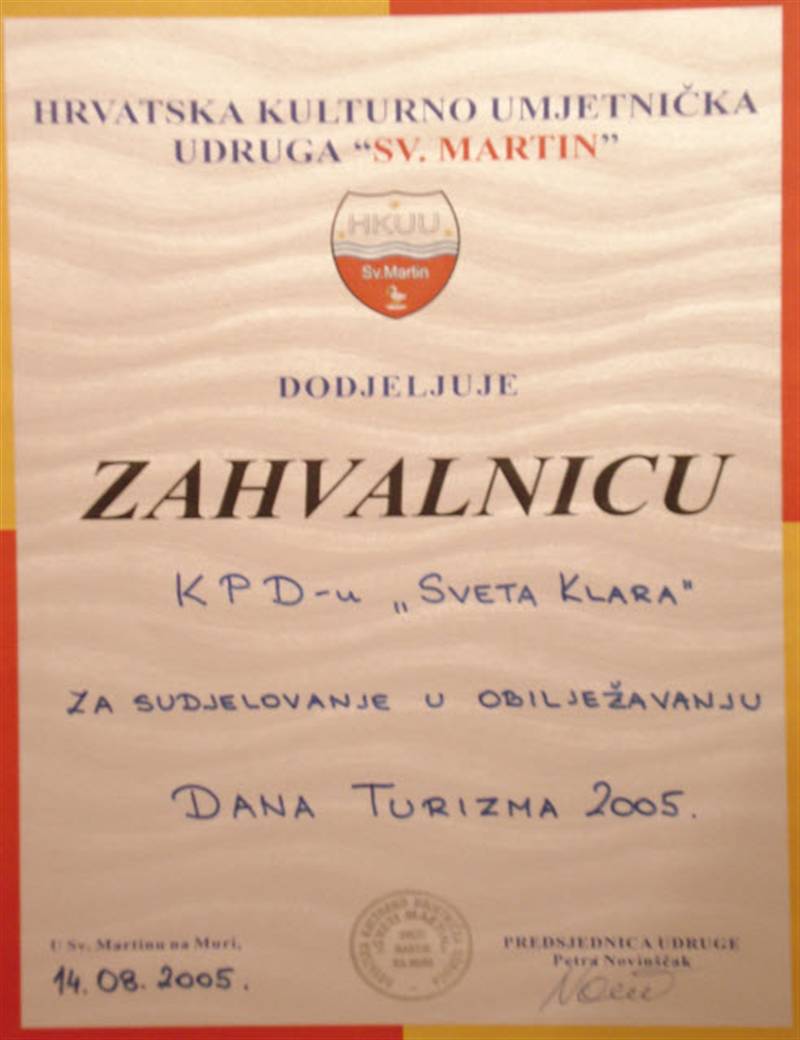 HRVATSKA KULTURNO UMJETNIČKA
UDRUGA “SV. MARTIN”
HKUU
Sv.Martin
DODJELJUJE
ZAHVALNICU
KPD-u „SVETA KLARA“
ZA SUDJELOVANJE U OBILJEŽAVANJU
DANA TURIZMA 2005.
U Sv. Martinu na Muri,
14. 08. 2005.
PREDSJEDNICA UDRUGE
Petra Novinščak